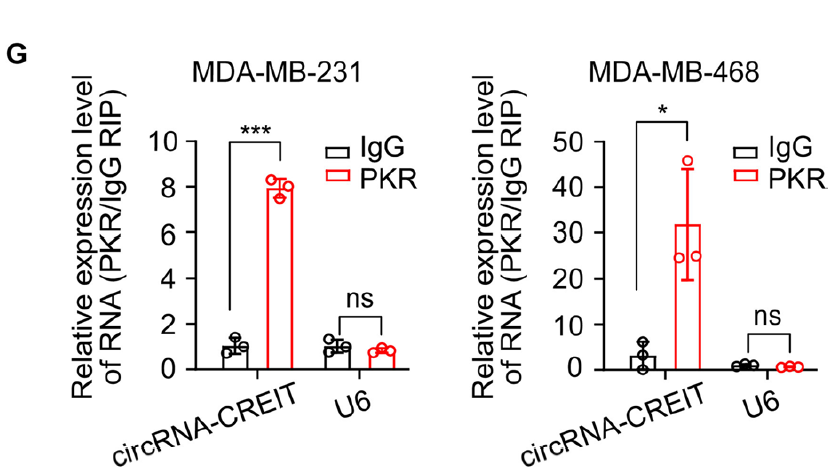 G
MDA-MB-231
Relative expression level
of RNA (PKR/IgG RIP)
10
8
6
4
2
0
***
ns
IgG
PKR
circRNA-CREIT
U6
MDA-MB-468
Relative expression level
of RNA (PKR/IgG RIP)
50
40
30
20
10
0
*
ns
IgG
PKR
circRNA-CREIT
U6